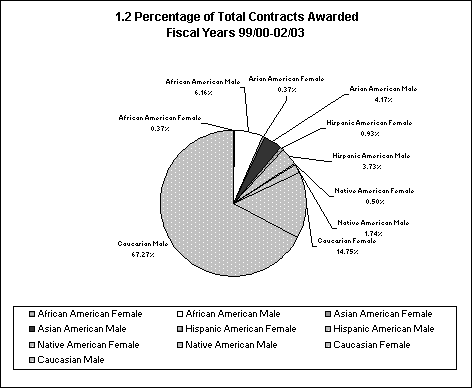 1.2 Percentage of Total Contracts Awarded
Fiscal Years 99/00-02/03
African American Female
0.37%
African American Male
6.16%
Asian American Female
0.37%
Asian American Male
4.17%
Hispanic American Female
0.93%
Hispanic American Male
3.73%
Native American Female
0.50%
Native American Male
1.74%
Caucasian Female
14.75%
Caucasian Male
67.27%
African American Female African American Male Asian American Female
Asian American Male Hispanic American Female Hispanic American Male
Native American Female Native American Male Caucasian Female
Caucasian Male